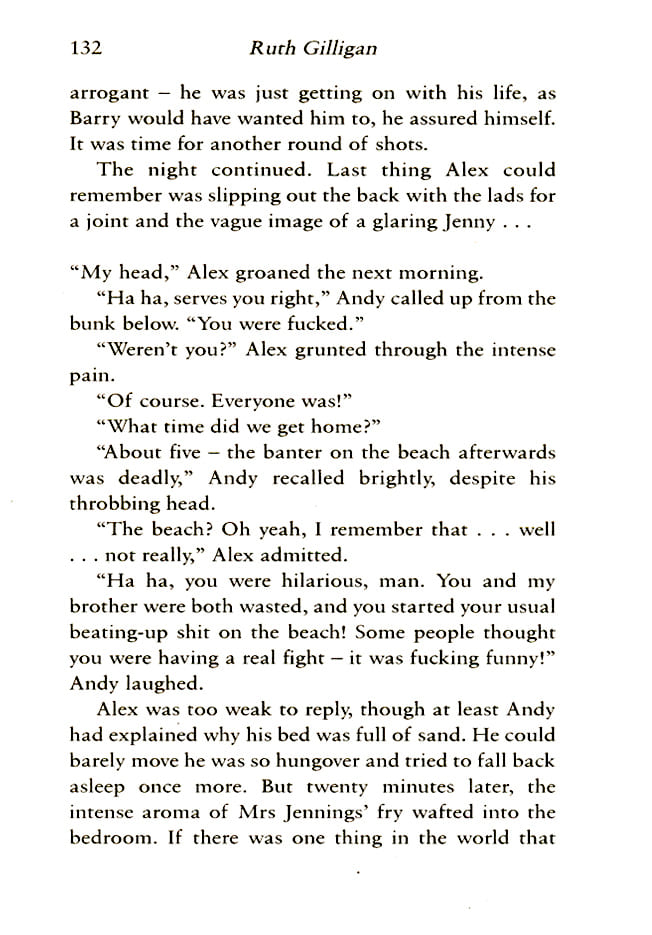 132 Ruth Gilligan
arrogant – he was just getting on with his life, as
Barry would have wanted him to, he assured himself.
It was time for another round of shots.
The night continued. Last thing Alex could
remember was slipping out the back with the lads for
a joint and the vague image of a glaring Jenny . . .
“My head,” Alex groaned the next morning.
“Ha ha, serves you right,” Andy called up from the
bunk below. “You were fucked.”
“Weren’t you?” Alex grunted through the intense
pain.
“Of course. Everyone was!”
“What time did we get home?”
“About five – the banter on the beach afterwards
was deadly,” Andy recalled brightly, despite his
throbbing head.
“The beach? Oh yeah, I remember that . . . well
. . . not really,” Alex admitted.
“Ha ha, you were hilarious, man. You and my
brother were both wasted, and you started your usual
beating-up shit on the beach! Some people thought
you were having a real fight – it was fucking funny!”
Andy laughed.
Alex was too weak to reply, though at least Andy
had explained why his bed was full of sand. He could
barely move he was so hungover and tried to fall back
asleep once more. But twenty minutes later, the
intense aroma of Mrs Jennings’ fry wafted into the
bedroom. If there was one thing in the world that